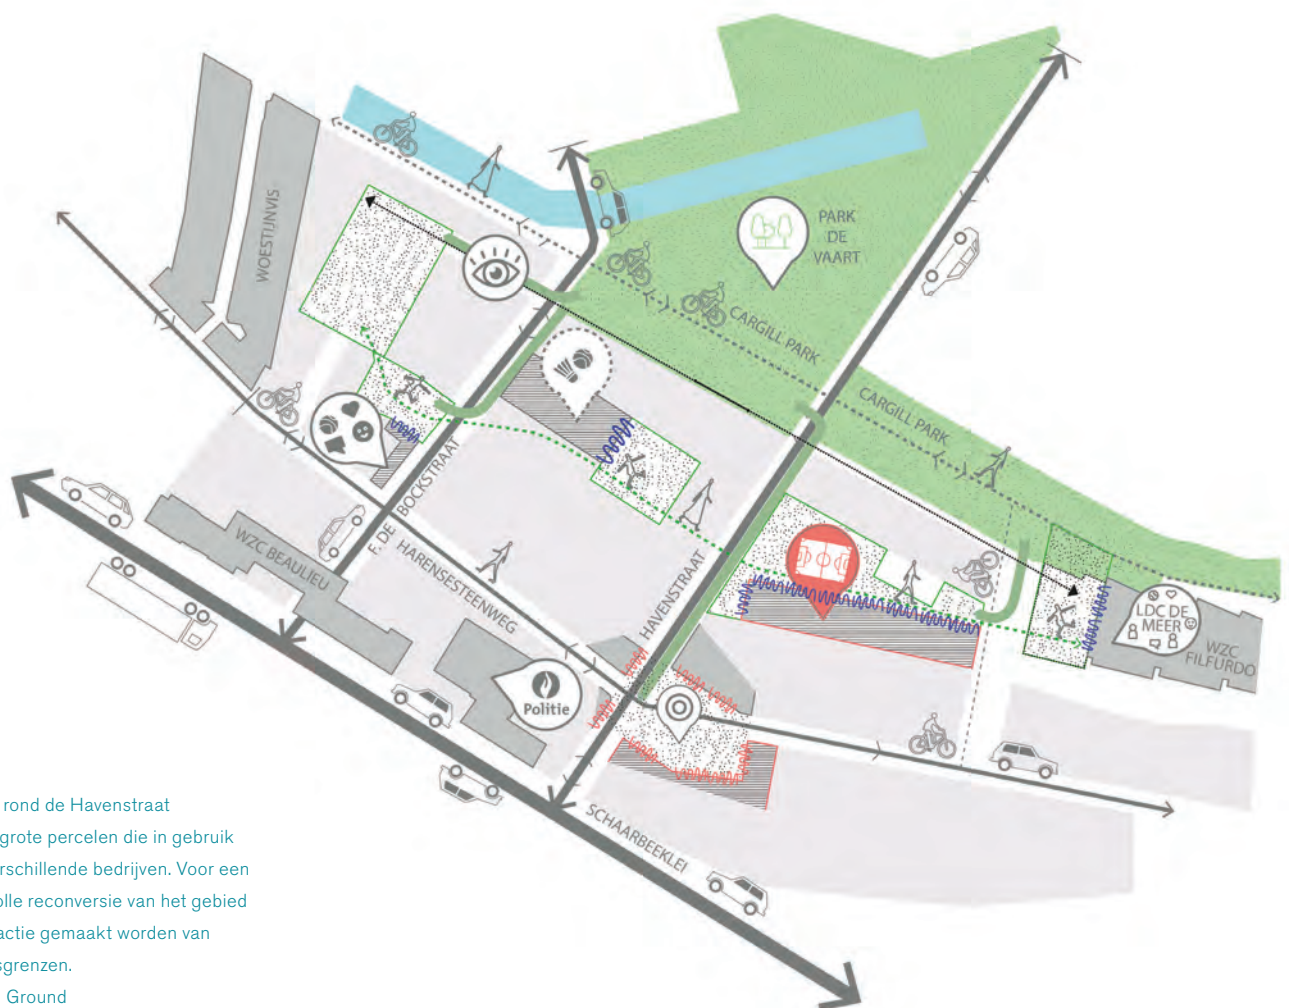 WOESTIJNVIS
PARK
DE
VAART
CARGILL PARK
CARGILL PARK
F. DE BOCKSTRAAT
HARENSESTEENWEG
WZC BEAULIEU
HAVENSTRAAT
Politie
LDC DE
MEER
WZC
FILFURDO
SCHAARBEEKLEI
rond de Havenstraat
grote percelen die in gebruik
rschillende bedrijven. Voor een
olle reconversie van het gebied
actie gemaakt worden van
sgrenzen.
Ground